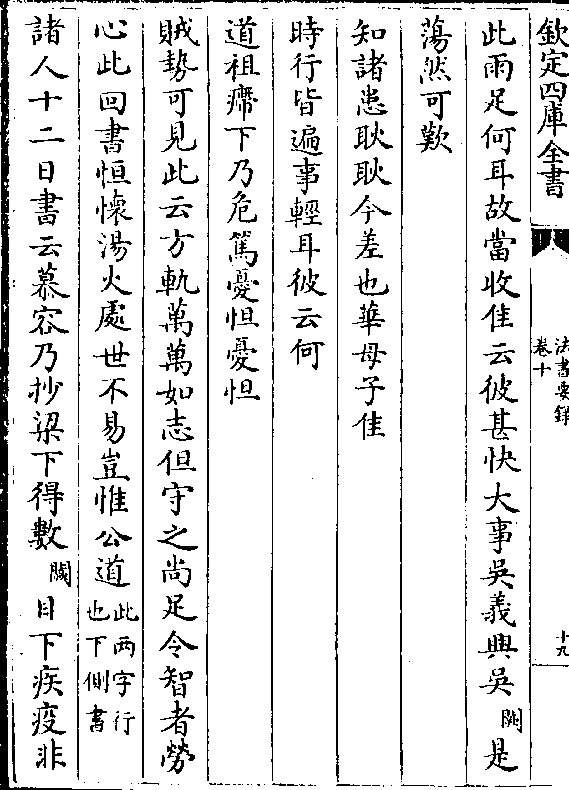 欽定四庫全書
法書要錄
卷十
十九
此雨足何耳故當收佳云彼甚快大事吳義興吳闕是
蕩然可歎
知諸恙耿耿今差也華母子佳
時行皆遍事輕耳彼云何
道祖㿃下乃危篤憂怛憂怛
賊勢可見此云方軌萬萬如志但守之尚足令智者勞
心此回書恒懷湯火處世不易豈惟公道此兩字行
也下側書
諸人十二日書云慕容乃抄梁下得數闕目下疾疫非